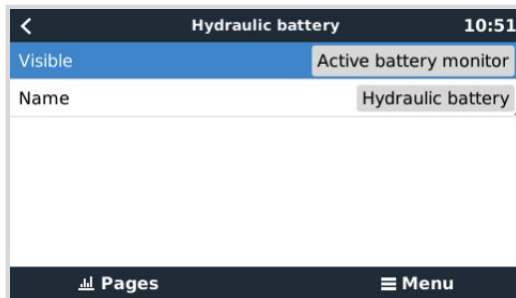 Hydraulic battery 10:51
Visible Active battery monitor
Name Hydraulic battery
Pages Menu